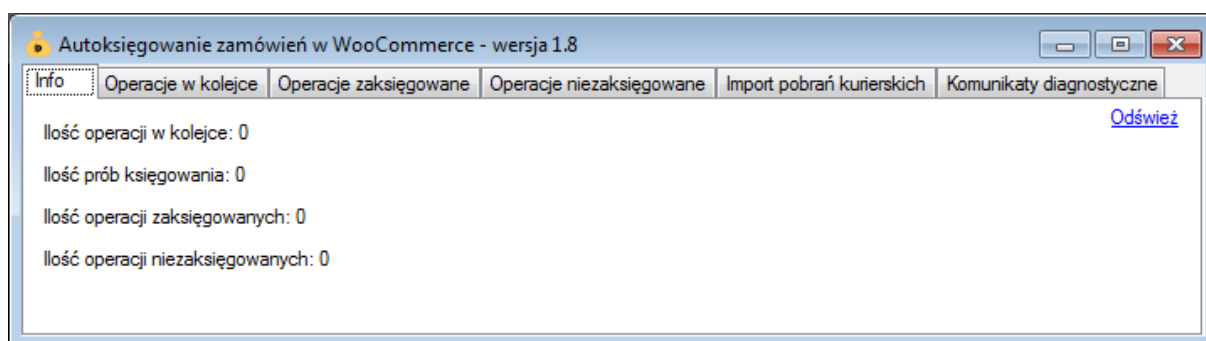 Autoksięgowanie zamówień w WooCommerce - wersja 1.8
Info Operacje w kolejce Operacje zaksięgowane Operacje niezaksięgowane Import pobrań kurierskich Komunikaty diagnostyczne
Odśwież
Ilość operacji w kolejce: 0
Ilość prób księgowania: 0
Ilość operacji zaksięgowanych: 0
Ilość operacji niezaksięgowanych: 0